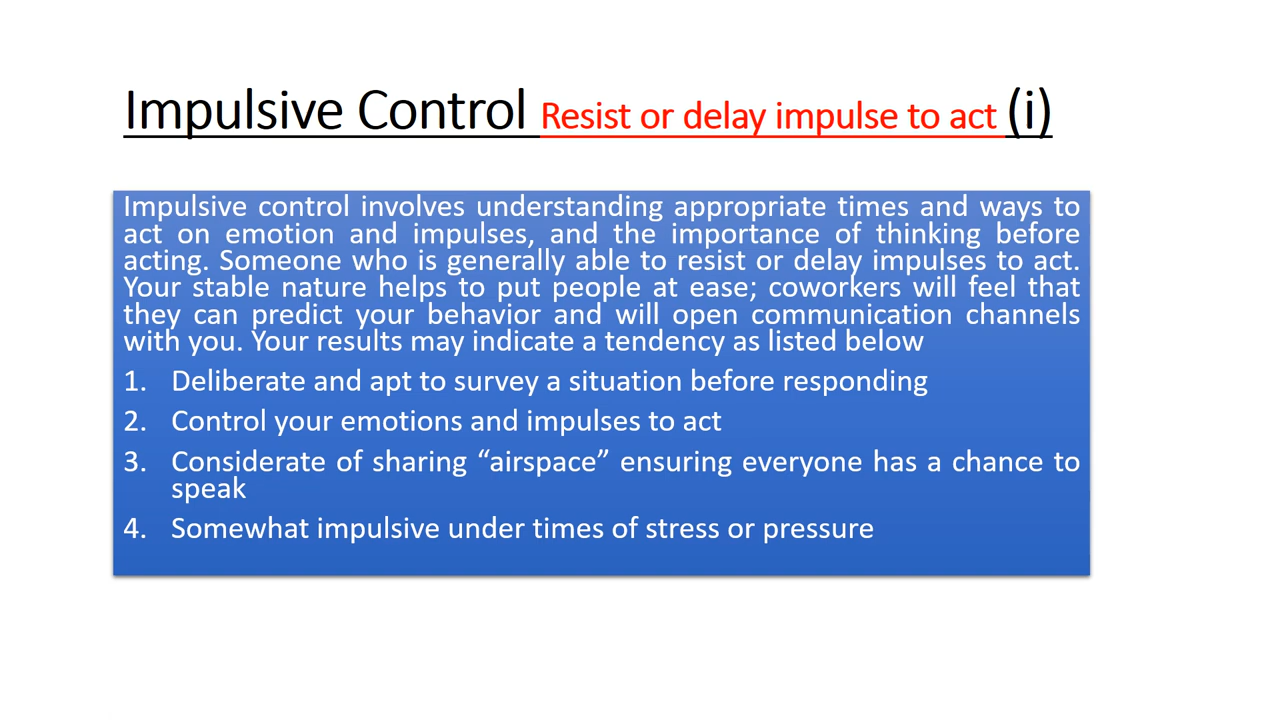 Impulsive Control Resist or delay impulse to act (i)
Impulsive control involves understanding appropriate times and ways to
act on emotion and impulses, and the importance of thinking before
acting. Someone who is generally able to resist or delay impulses to act.
Your stable nature helps to put people at ease; coworkers will feel that
they can predict your behavior and will open communication channels
with you. Your results may indicate a tendency as listed below
1. Deliberate and apt to survey a situation before responding
2. Control your emotions and impulses to act
3. Considerate of sharing “airspace” ensuring everyone has a chance to
speak
4. Somewhat impulsive under times of stress or pressure